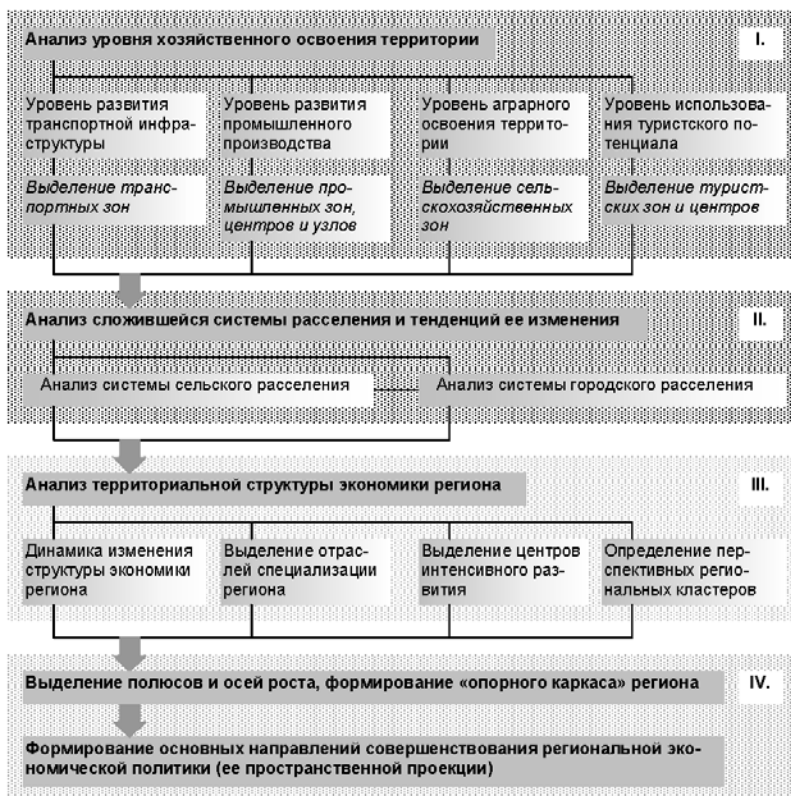 Анализ уровня хозяйственного освоения территории
I.
Уровень развития
транспортной инфра-
структуры
Уровень развития
промышленного
производства
Уровень аграрного
освоения террито-
рии
Уровень использова-
ния туристского по-
тенциала
Выделение транс-
портных зон
Выделение про-
мышленных зон,
центров и узлов
Выделение сель-
скохозяйственных
зон
Выделение турист-
ских зон и центров
Анализ сложившейся системы расселения и тенденций ее изменения
II.
Анализ системы сельского расселения
Анализ системы городского расселения
Анализ территориальной структуры экономики региона
III.
Динамика изменения
структуры экономики
региона
Выделение отрас-
лей специализации
региона
Выделение центров
интенсивного раз-
вития
Определение пер-
спективных регио-
нальных кластеров
Выделение полюсов и осей роста, формирование «опорного каркаса» региона
IV.
Формирование основных направлений совершенствования региональной эко-
номической политики (ее пространственной проекции)